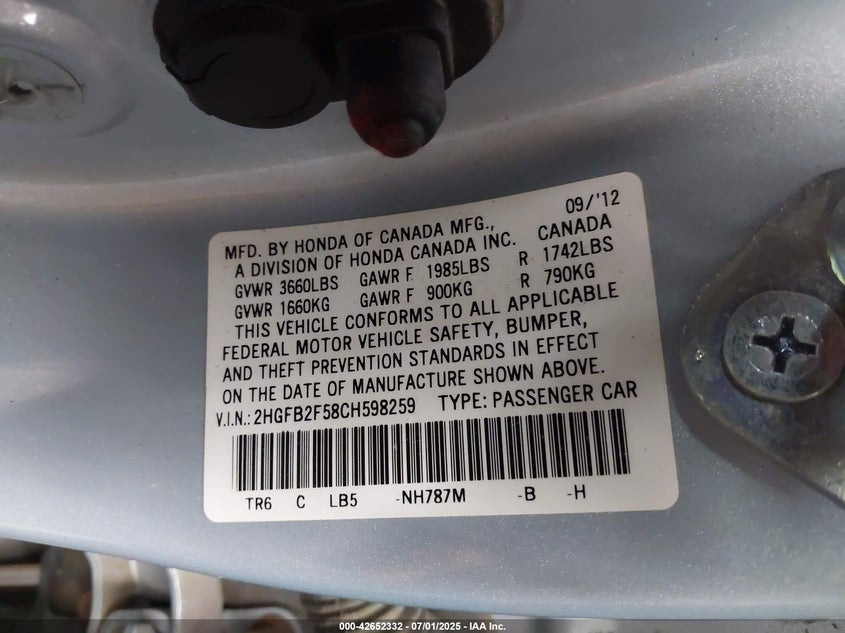 09/'12
MFD. BY HONDA OF CANADA MFG.,
A DIVISION OF HONDA CANADA INC. CANADA
GVWR 3660LBS GAWR F 1985LBS R 1742LBS
GVWR 1660KG GAWR F 900KG R 790KG
THIS VEHICLE CONFORMS TO ALL APPLICABLE
FEDERAL MOTOR VEHICLE SAFETY, BUMPER,
AND THEFT PREVENTION STANDARDS IN EFFECT
ON THE DATE OF MANUFACTURE SHOWN ABOVE.
V.I.N.: 2HGFB2F58CH598259 TYPE: PASSENGER CAR
TR6 C LB5 -NH787M -B -H
000-42652332 - 07/01/2025 - IAA Inc.